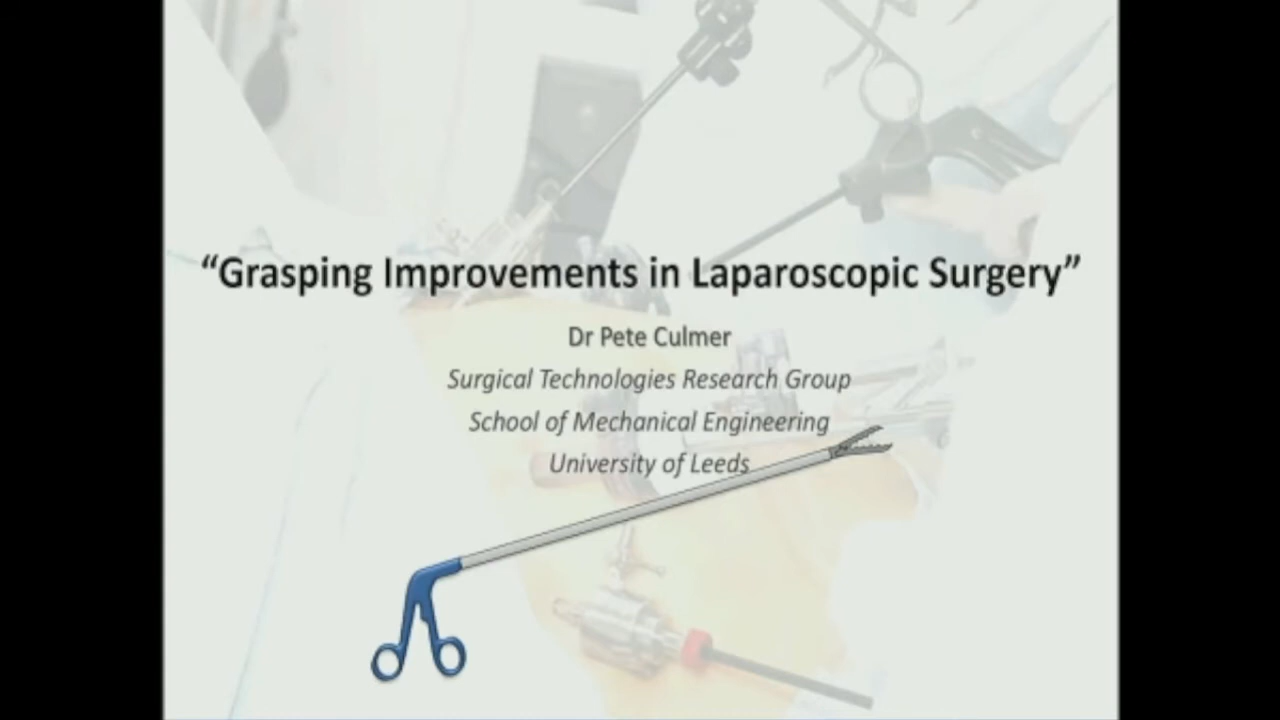 “Grasping Improvements in Laparoscopic Surgery”
Dr Pete Culmer
Surgical Technologies Research Group
School of Mechanical Engineering
University of Leeds